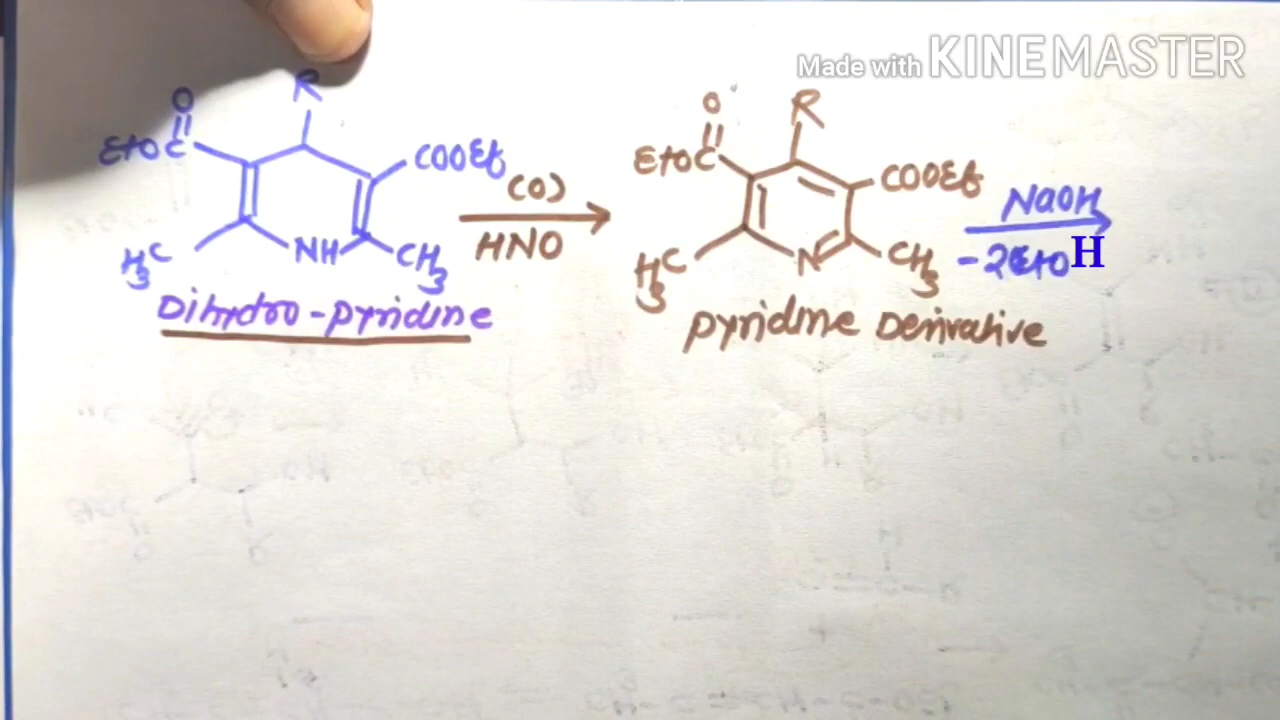 Made with KINEMASTER
R
O
EtOC
COOEt
H3C
NH
CH3
Dihydro-pyridine
(O)
HNO
R
O
EtOC
COOEt
H3C
N
CH3
Pyridine Derivative
NaOH
-2EtOH